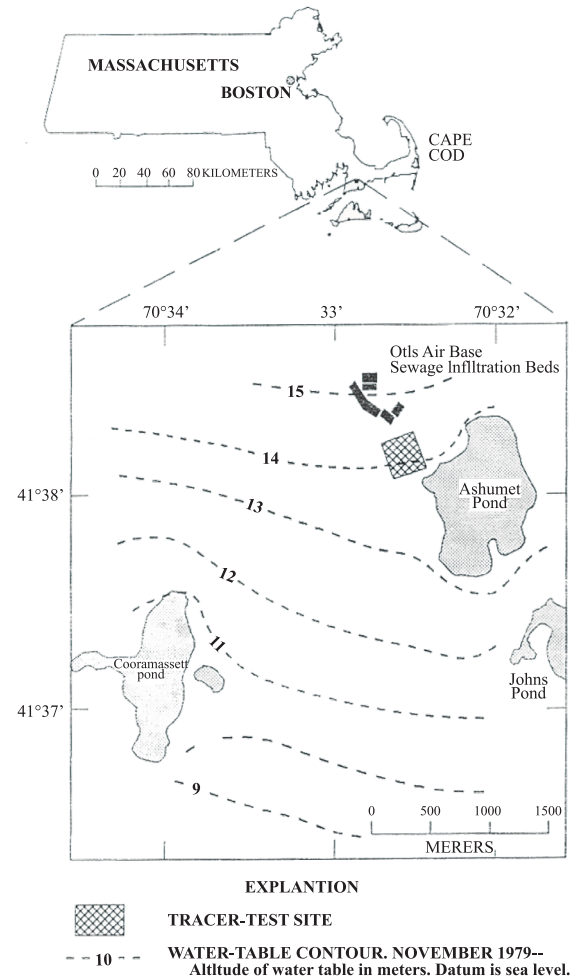 MASSACHUSETTS
BOSTON
CAPE
COD
0 20 40 60 80 KILOMETERS
70°34' 33' 70°32'
Otls Air Base
Sewage lnflltration Beds
15
14
41°38'
13
Ashumet
Pond
12
11
Cooramassett
pond
Johns
Pond
41°37'
9
0 500 1000 1500
MERERS
EXPLANTION
TRACER-TEST SITE
10 WATER-TABLE CONTOUR. NOVEMBER 1979--
Altltude of water table in meters. Datum is sea level.